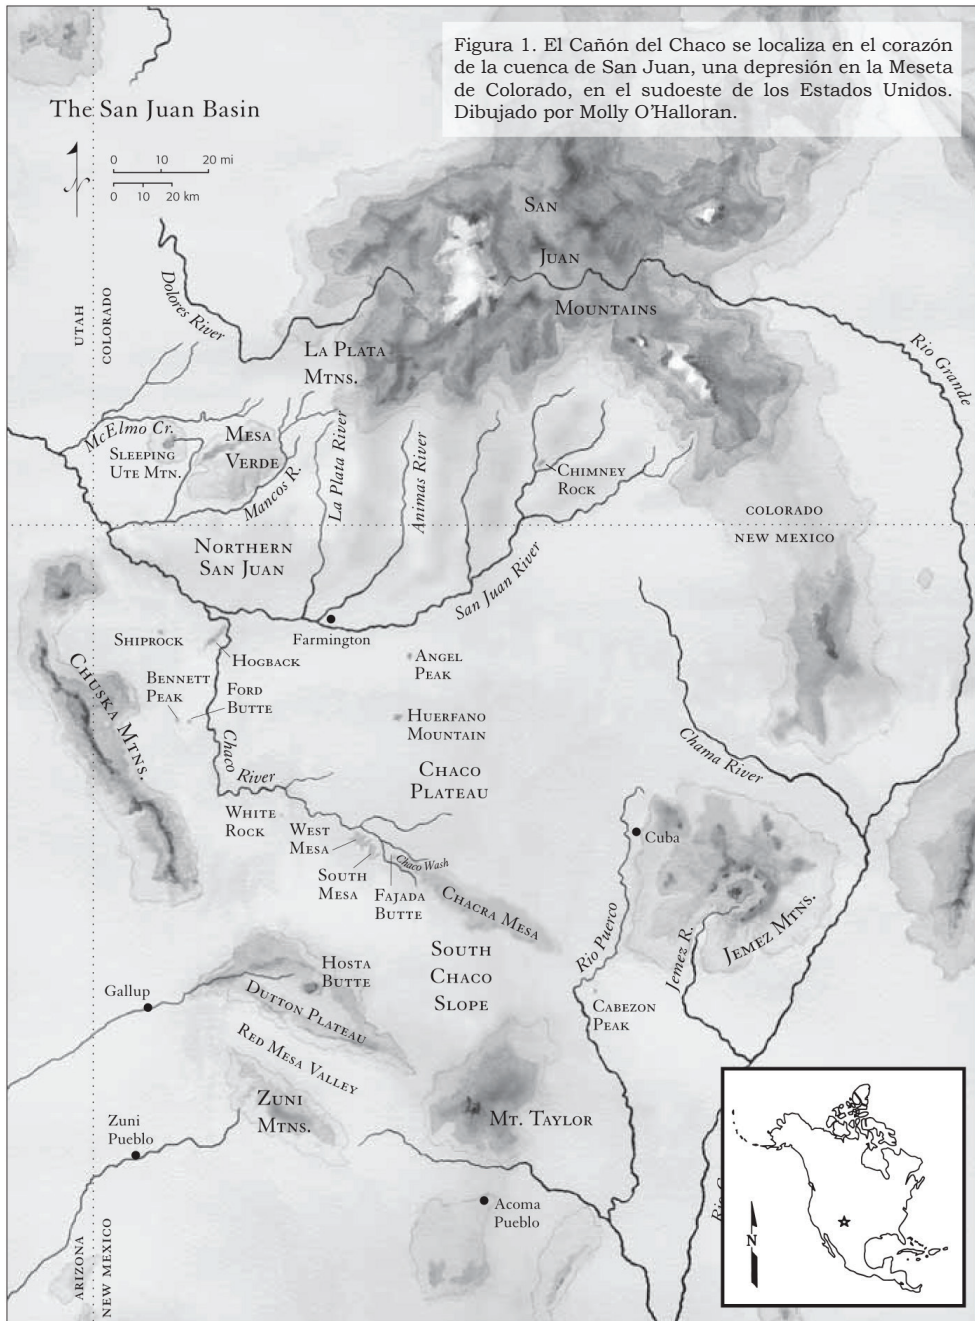 Figura 1. El Cañón del Chaco se localiza en el corazón
de la cuenca de San Juan, una depresión en la Meseta
de Colorado, en el sudoeste de los Estados Unidos.
Dibujado por Molly O'Halloran.
The San Juan Basin
0 10 20 mi
0 10 20 km
San
Juan
Mountains
Dolores River
UTAH
COLORADO
La Plata
Mtns.
Rio Grande
McElmo Cr.
Sleeping
Ute Mtn.
Mesa
Verde
Mancos R.
La Plata River
Animas River
Chimney
Rock
COLORADO
NEW MEXICO
Northern
San Juan
San Juan River
Farmington
Shiprock
Hogback
Angel
Peak
Bennett
Peak
Ford
Butte
Chuska Mtns.
Huerfano
Mountain
Chaco
River
Chaco
Plateau
Chama River
White
Rock
West
Mesa
South
Mesa
Chaco Wash
Fajada
Butte
Chacra Mesa
Cuba
Rio Puerco
Jemez R.
Jemez Mtns.
South
Chaco
Slope
Hosta
Butte
Dutton Plateau
Gallup
Cabezon
Peak
Red Mesa Valley
Zuni
Mtns.
Mt. Taylor
Zuni
Pueblo
Acoma
Pueblo
ARIZONA
NEW MEXICO
N